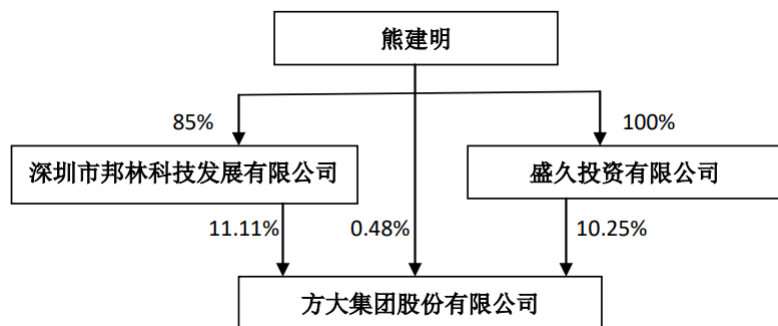 熊建明
85%
100%
深圳市邦林科技发展有限公司
盛久投资有限公司
11.11%
0.48%
10.25%
方大集团股份有限公司